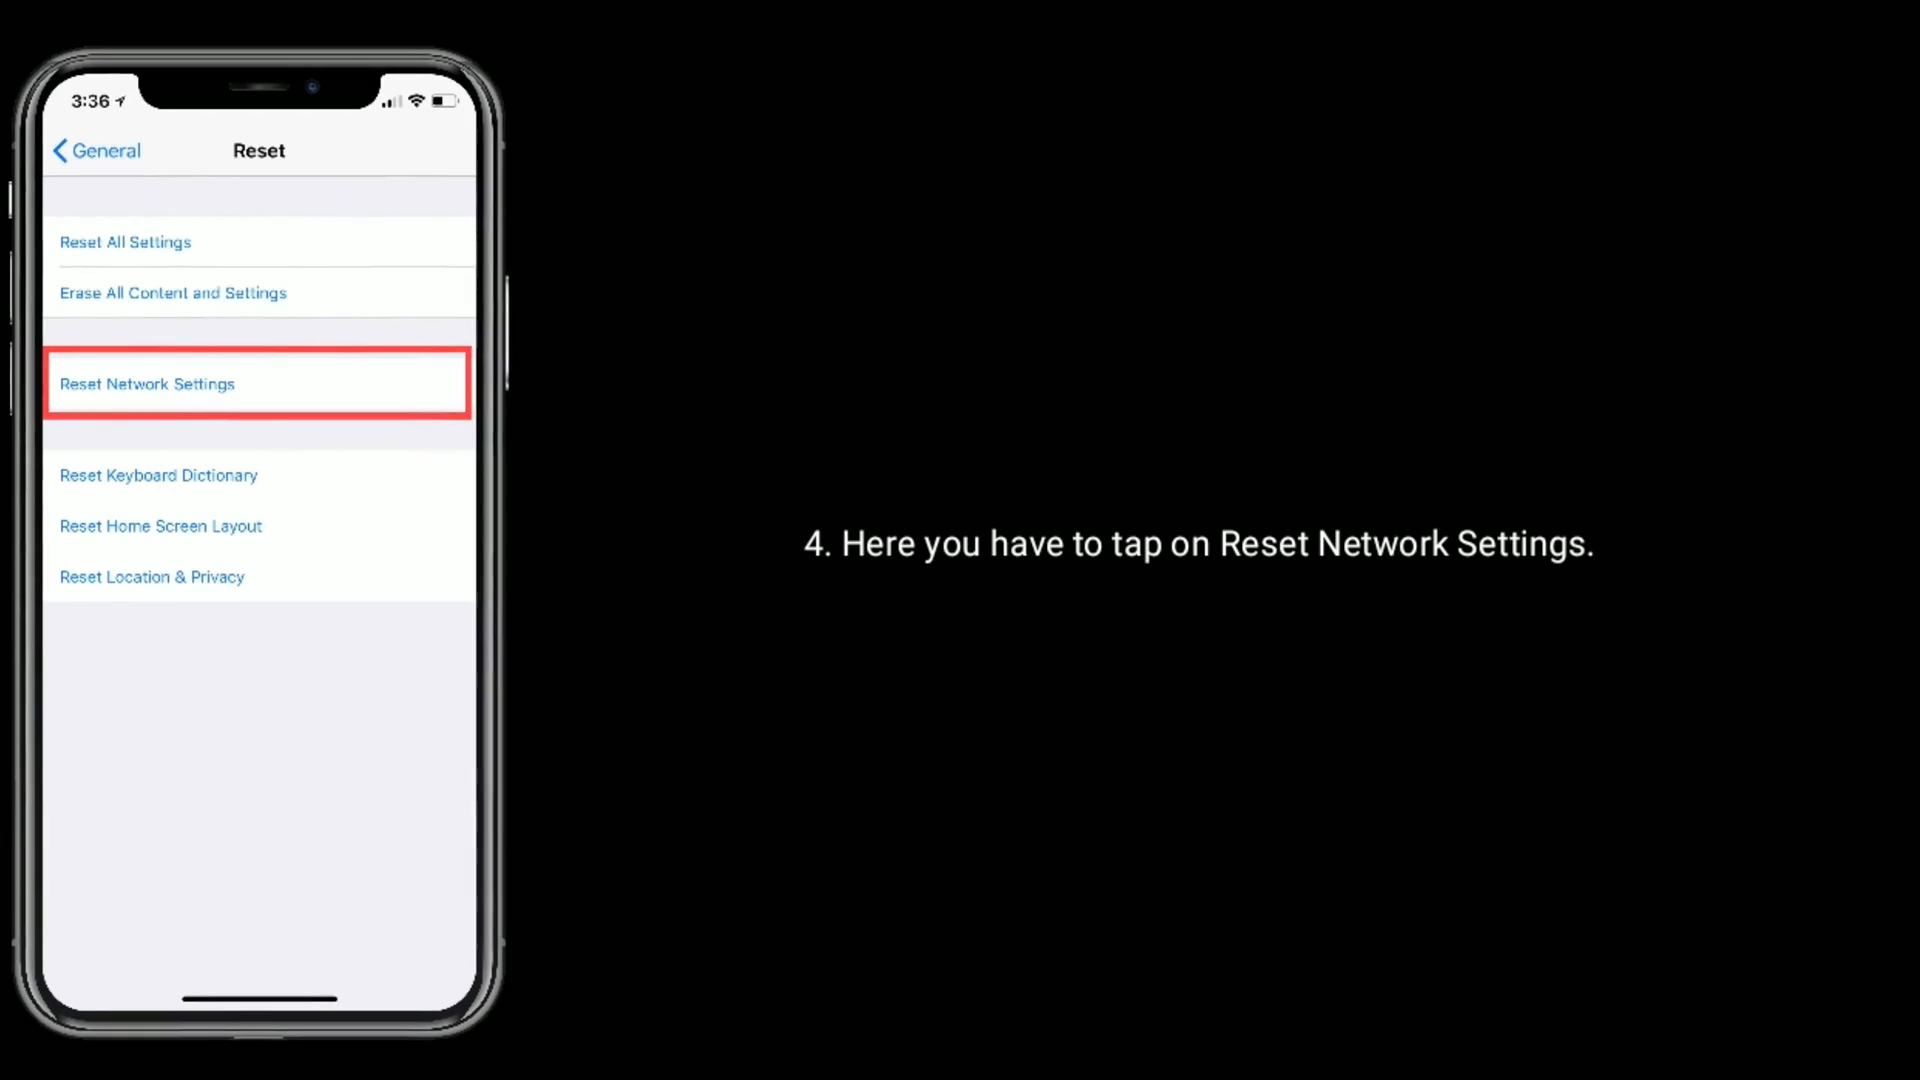 3:36
General
Reset
Reset All Settings
Erase All Content and Settings
Reset Network Settings
Reset Keyboard Dictionary
Reset Home Screen Layout
Reset Location & Privacy
4. Here you have to tap on Reset Network Settings.